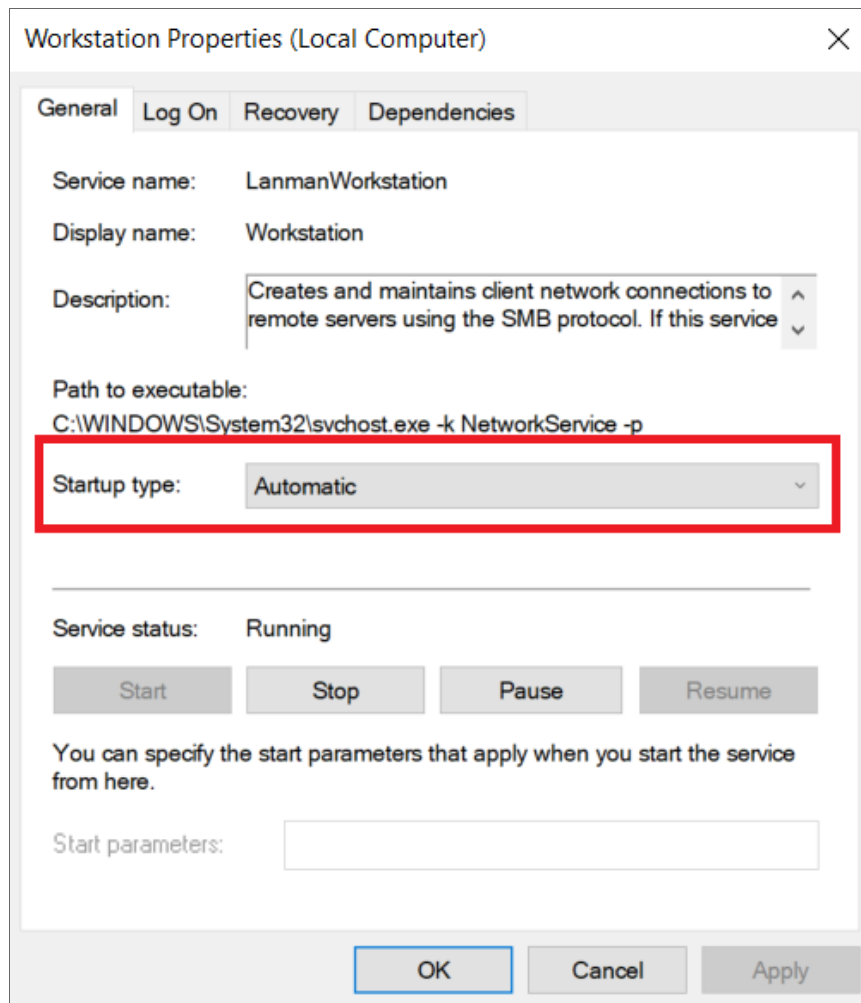 Workstation Properties (Local Computer)
General Log On Recovery Dependencies
Service name: LanmanWorkstation
Display name: Workstation
Description: Creates and maintains client network connections to
remote servers using the SMB protocol. If this service
Path to executable:
C:\WINDOWS\System32\svchost.exe -k NetworkService -p
Startup type: Automatic
Service status: Running
Start Stop Pause Resume
You can specify the start parameters that apply when you start the service
from here.
Start parameters:
OK Cancel Apply